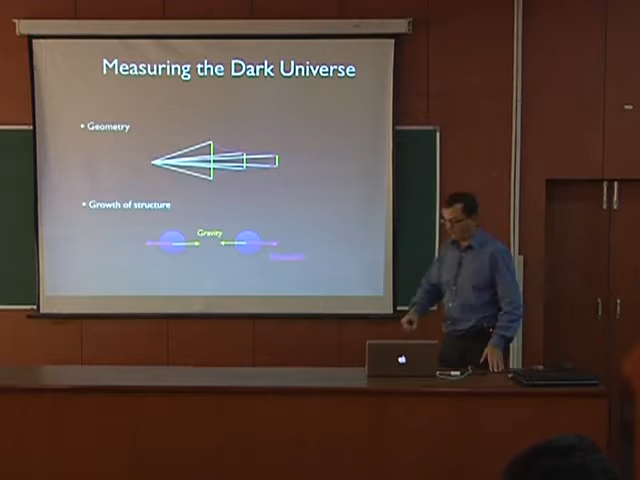 Measuring the Dark Universe
• Geometry
• Growth of structure
Gravity